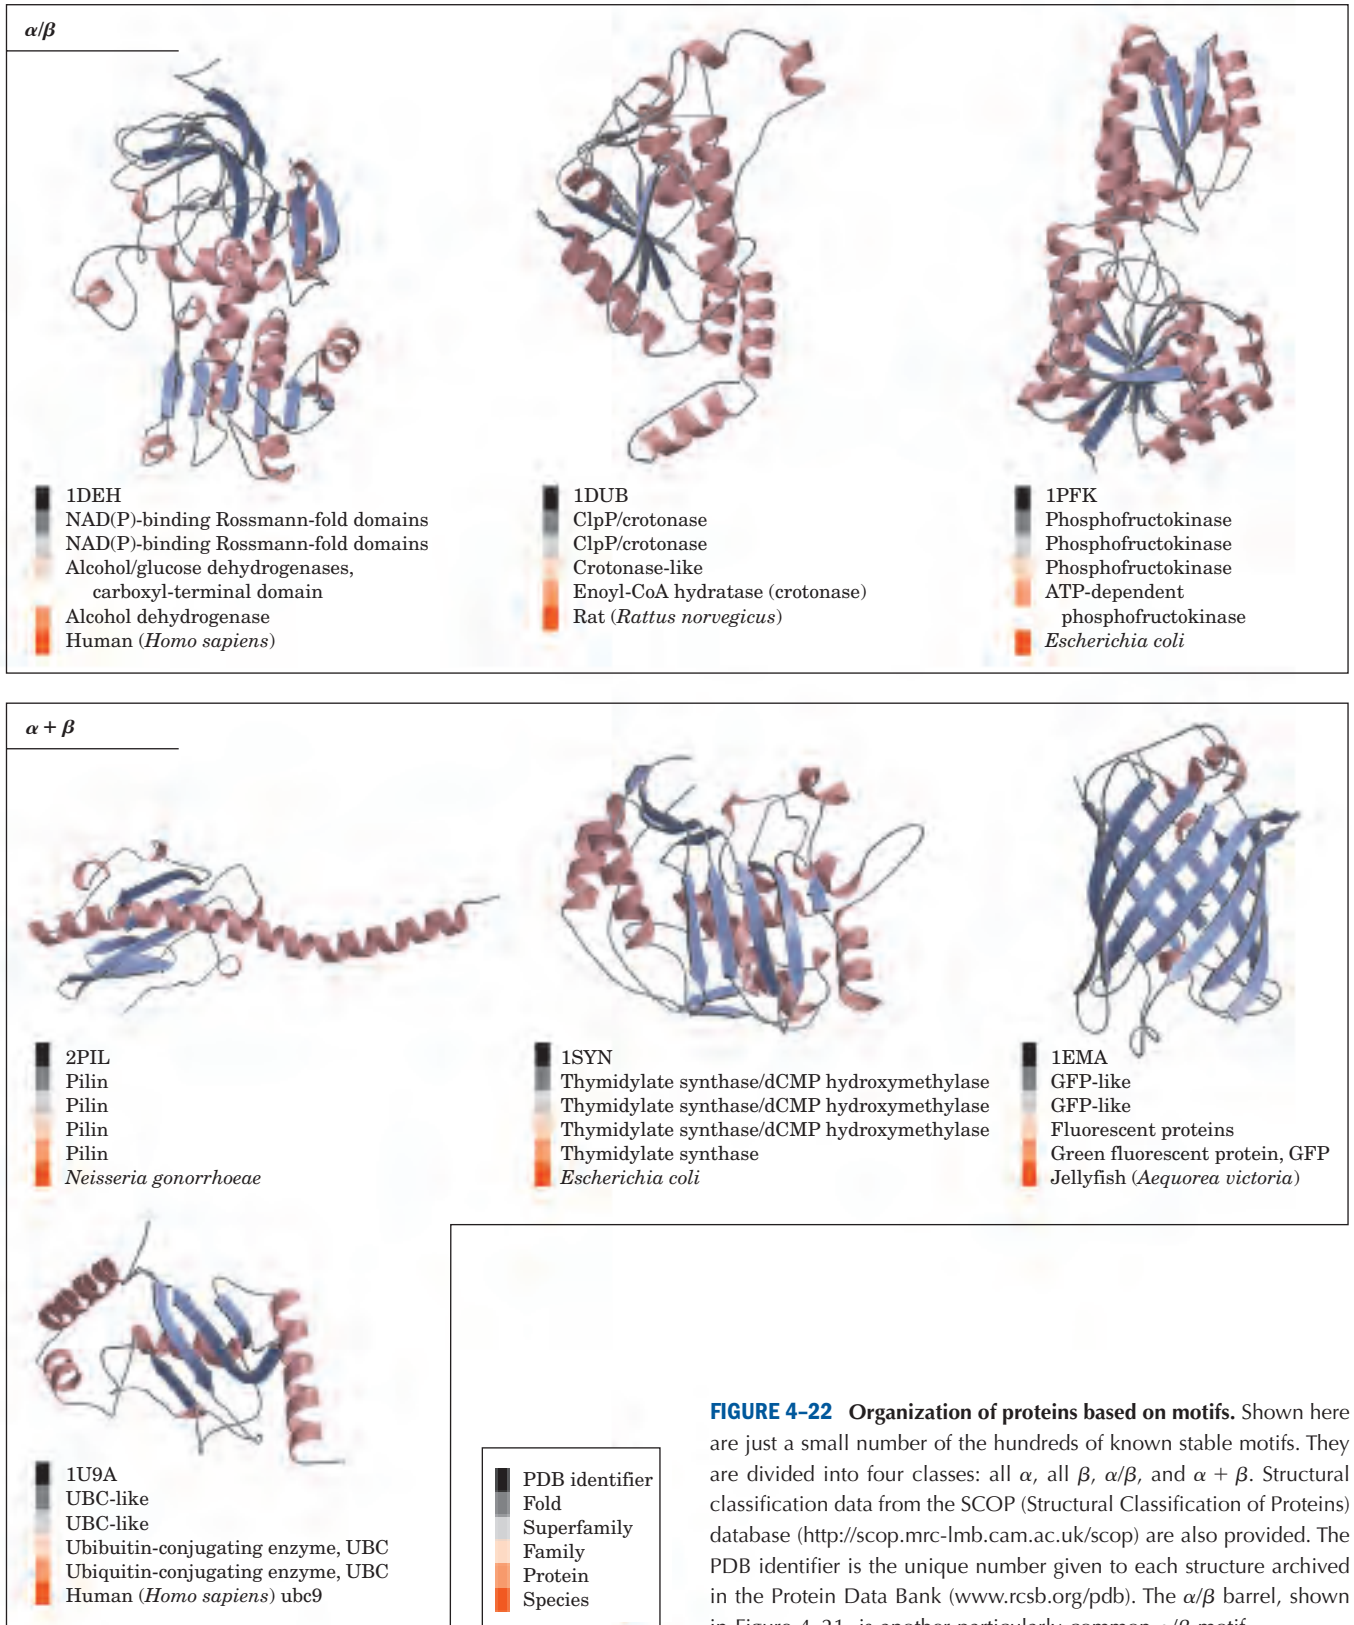 α/β
1DEH
NAD(P)-binding Rossmann-fold domains
NAD(P)-binding Rossmann-fold domains
Alcohol/glucose dehydrogenases,
carboxyl-terminal domain
Alcohol dehydrogenase
Human (Homo sapiens)
1DUB
ClpP/crotonase
ClpP/crotonase
Crotonase-like
Enoyl-CoA hydratase (crotonase)
Rat (Rattus norvegicus)
1PFK
Phosphofructokinase
Phosphofructokinase
Phosphofructokinase
ATP-dependent
phosphofructokinase
Escherichia coli
α + β
2PIL
Pilin
Pilin
Pilin
Pilin
Neisseria gonorrhoeae
1SYN
Thymidylate synthase/dCMP hydroxymethylase
Thymidylate synthase/dCMP hydroxymethylase
Thymidylate synthase/dCMP hydroxymethylase
Thymidylate synthase
Escherichia coli
1EMA
GFP-like
GFP-like
Fluorescent proteins
Green fluorescent protein, GFP
Jellyfish (Aequorea victoria)
1U9A
UBC-like
UBC-like
Ubibuitin-conjugating enzyme, UBC
Ubiquitin-conjugating enzyme, UBC
Human (Homo sapiens) ubc9
PDB identifier
Fold
Superfamily
Family
Protein
Species
FIGURE 4–22 Organization of proteins based on motifs. Shown here
are just a small number of the hundreds of known stable motifs. They
are divided into four classes: all α, all β, α/β, and α + β. Structural
classification data from the SCOP (Structural Classification of Proteins)
database (http://scop.mrc-lmb.cam.ac.uk/scop) are also provided. The
PDB identifier is the unique number given to each structure archived
in the Protein Data Bank (www.rcsb.org/pdb). The α/β barrel, shown
in Figure 4–21, is another particularly common α/β motif.